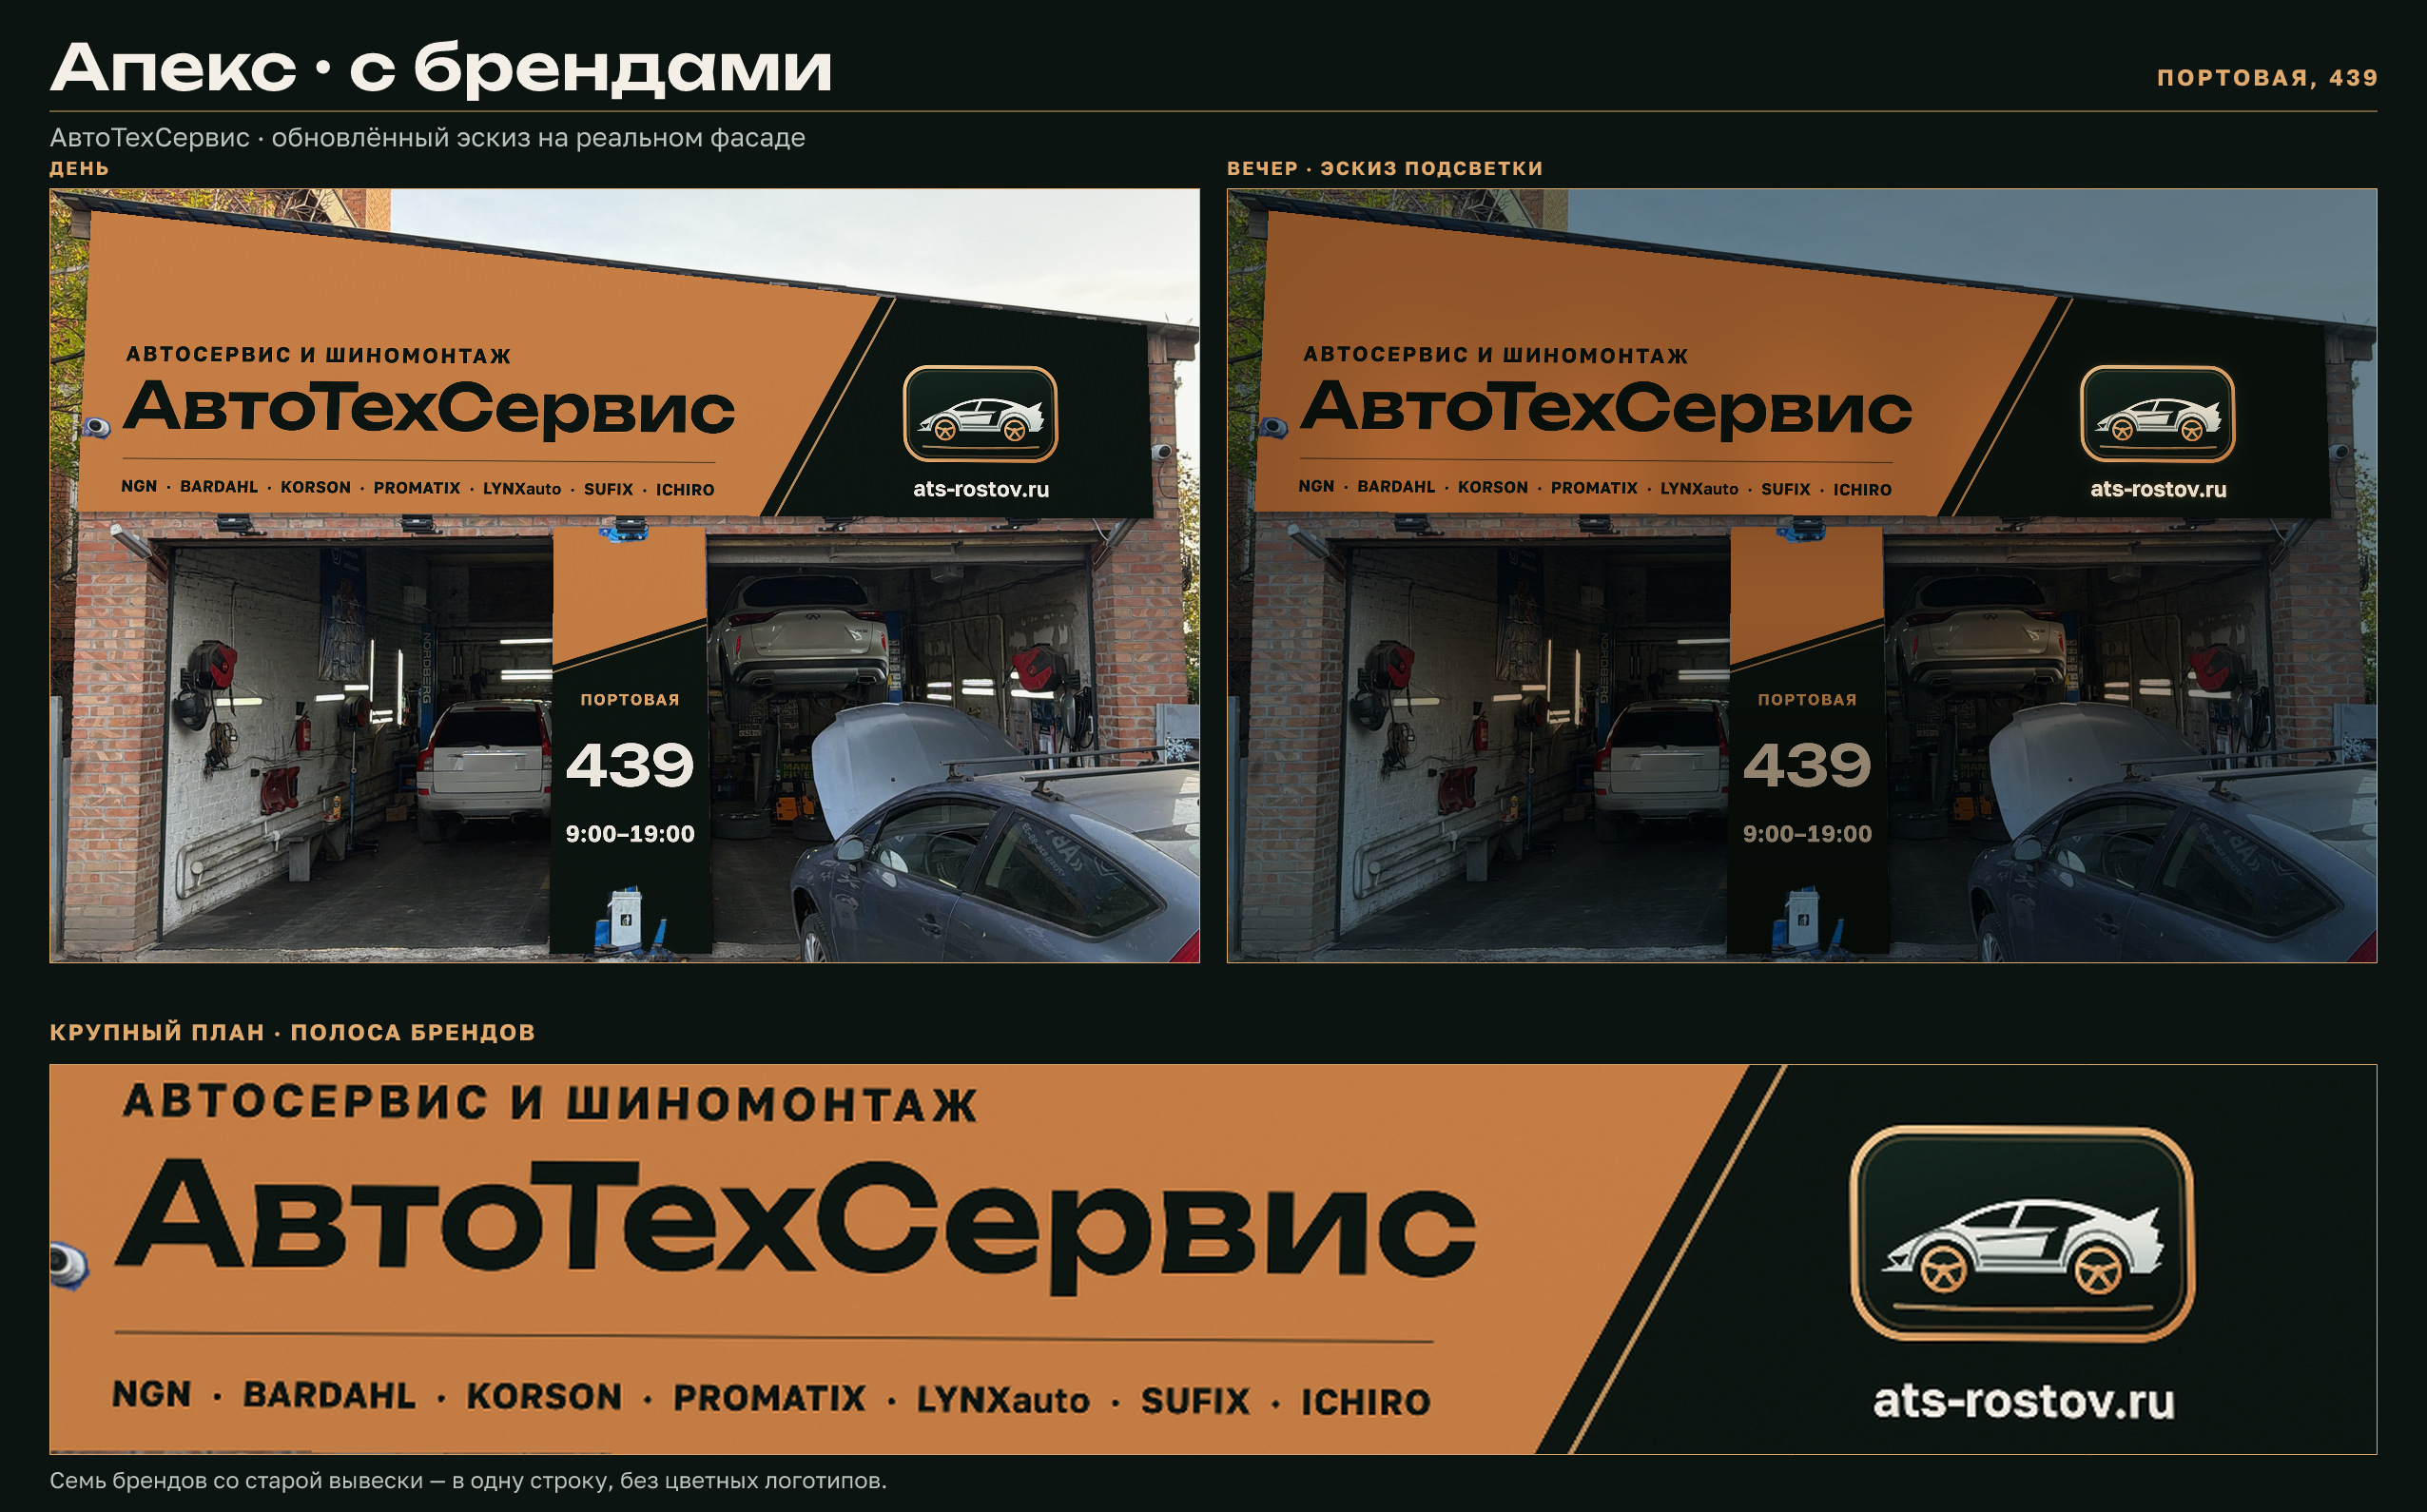 Апекс · с брендами
ПОРТОВАЯ, 439
АвтоТехСервис · обновлённый эскиз на реальном фасаде
ДЕНЬ
АВТОСЕРВИС И ШИНОМОНТАЖ
АвтоТехСервис
NGN · BARDAHL · KORSON · PROMATIX · LYNXauto · SUFIX · ICHIRO
ats-rostov.ru
NORDBERG
ПОРТОВАЯ
439
9:00–19:00
ВЕЧЕР · ЭСКИЗ ПОДСВЕТКИ
АВТОСЕРВИС И ШИНОМОНТАЖ
АвтоТехСервис
NGN · BARDAHL · KORSON · PROMATIX · LYNXauto · SUFIX · ICHIRO
ats-rostov.ru
NORDBERG
ПОРТОВАЯ
439
9:00–19:00
КРУПНЫЙ ПЛАН · ПОЛОСА БРЕНДОВ
АВТОСЕРВИС И ШИНОМОНТАЖ
АвтоТехСервис
NGN · BARDAHL · KORSON · PROMATIX · LYNXauto · SUFIX · ICHIRO
ats-rostov.ru
Семь брендов со старой вывески — в одну строку, без цветных логотипов.